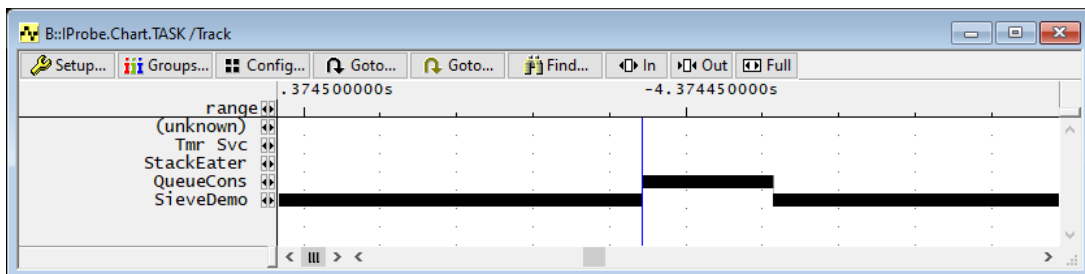 B::IProbe.Chart.TASK /Track
Setup... Groups... Config... Goto... Goto... Find... In Out Full
.374500000s -4.374450000s
range
(unknown)
Tmr Svc
StackEater
QueueCons
SieveDemo